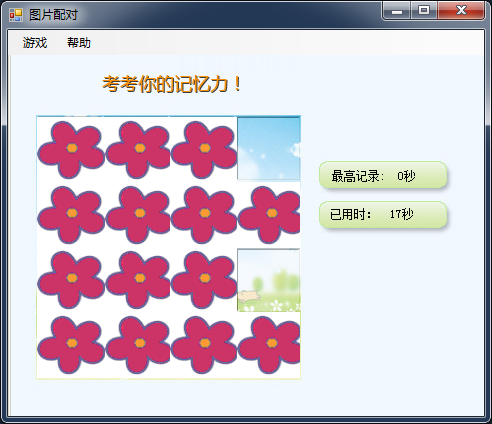 图片配对
游戏 帮助
考考你的记忆力！
最高记录: 0秒
已用时: 17秒